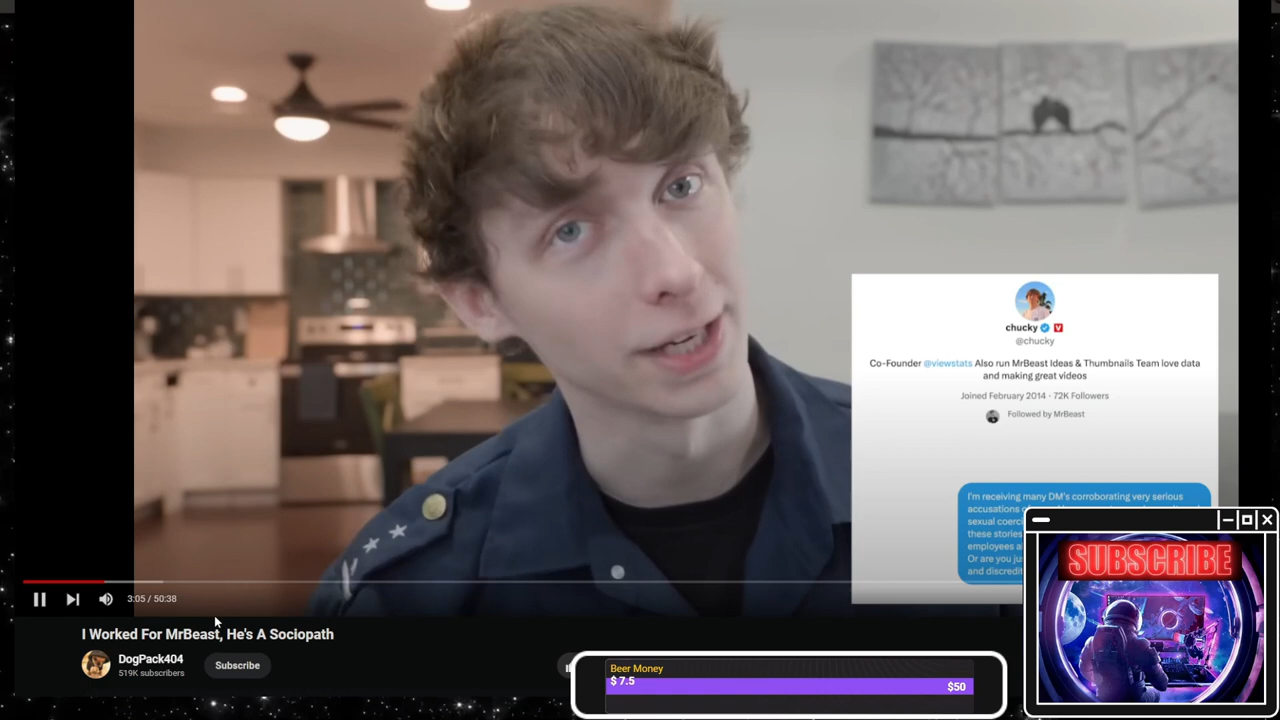 chucky
@chucky
Co-Founder @viewstats Also run MrBeast Ideas & Thumbnails Team love data
and making great videos
Joined February 2014 · 72K Followers
Followed by MrBeast
I'm receiving many DM's corroborating very serious
accusations
sexual
these stories
employees
Or are you
and
SUBSCRIBE
3:05 / 50:38
I Worked For MrBeast, He's A Sociopath
DogPack404
519K subscribers
Subscribe
Beer Money
$ 7.5
$50